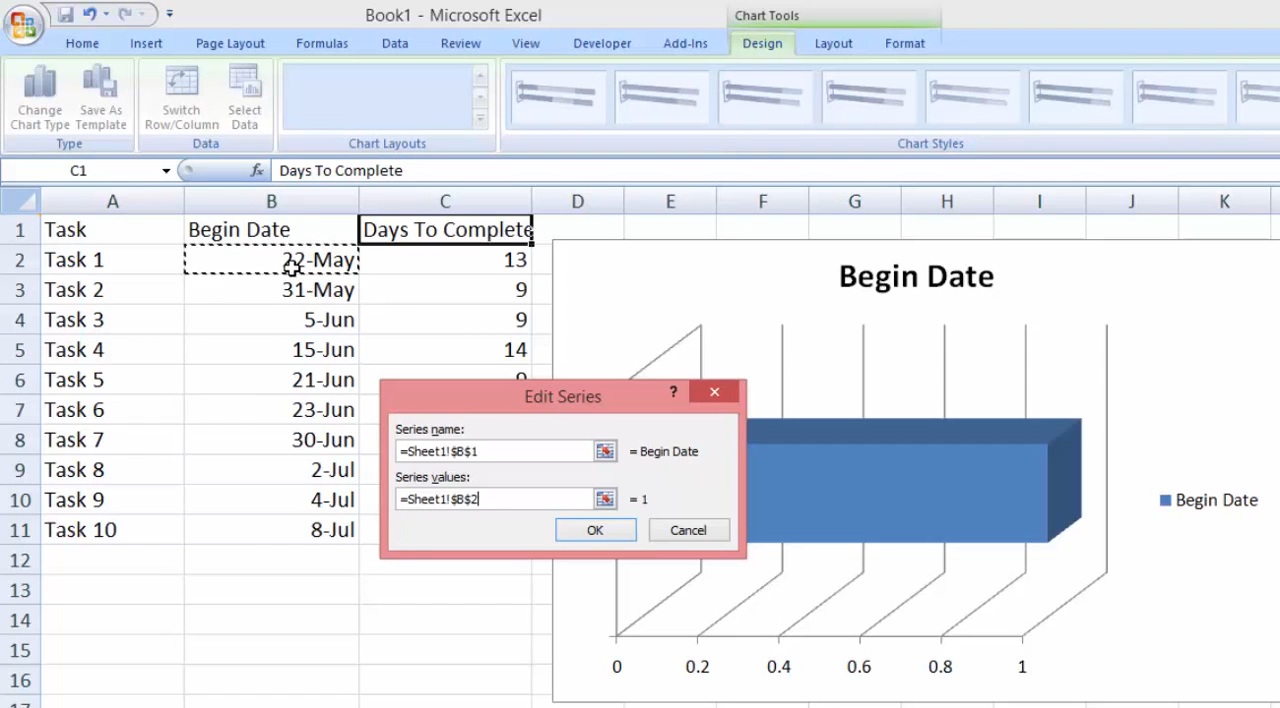 Book1 - Microsoft Excel
Chart Tools
Home Insert Page Layout Formulas Data Review View Developer Add-Ins Design Layout Format
Change Chart Type
Save As Template
Switch Row/Column
Select Data
Type Data Chart Layouts Chart Styles
C1 fx Days To Complete
A B C D E F G H I J K
1 Task Begin Date Days To Complete
2 Task 1 22-May 13
3 Task 2 31-May 9
4 Task 3 5-Jun 9
5 Task 4 15-Jun 14
6 Task 5 21-Jun
7 Task 6 23-Jun
8 Task 7 30-Jun
9 Task 8 2-Jul
10 Task 9 4-Jul
11 Task 10 8-Jul
12
13
14
15
16
Begin Date
Begin Date
0 0.2 0.4 0.6 0.8 1
Edit Series
?
Series name:
=Sheet1!$B$1 = Begin Date
Series values:
=Sheet1!$B$2 = 1
OK Cancel